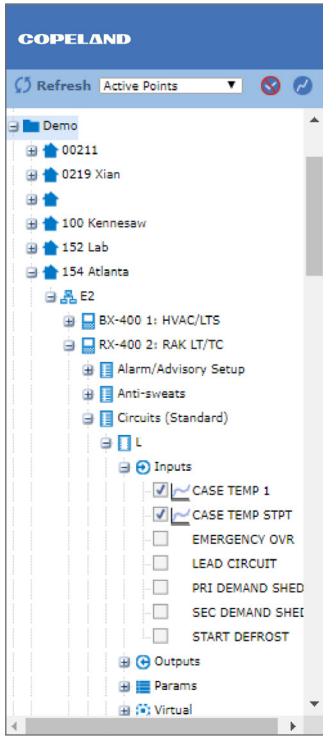 COPELAND
Refresh Active Points
Demo
00211
0219 Xian
100 Kennesaw
152 Lab
154 Atlanta
E2
BX-400 1: HVAC/LTS
RX-400 2: RAK LT/TC
Alarm/Advisory Setup
Anti-sweats
Circuits (Standard)
L
Inputs
CASE TEMP 1
CASE TEMP STPT
EMERGENCY OVR
LEAD CIRCUIT
PRI DEMAND SHED
SEC DEMAND SHED
START DEFROST
Outputs
Params
Virtual